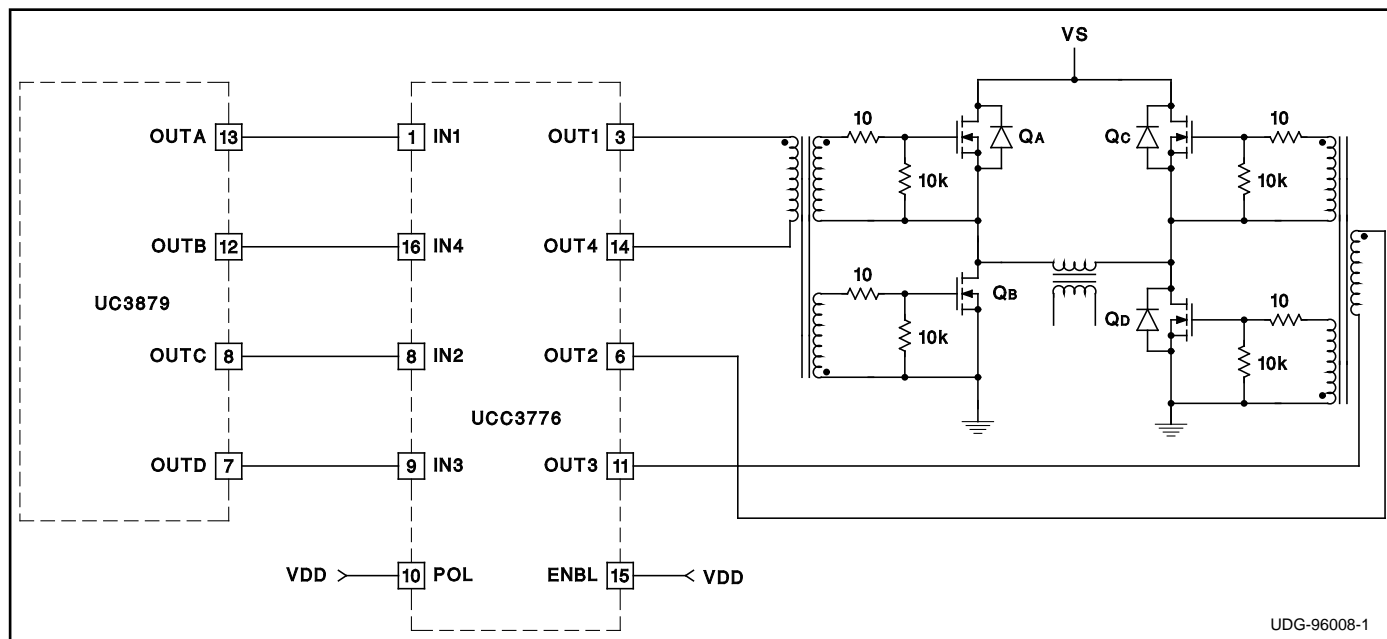 VS
OUTA 13 1 IN1 OUT1 3
10 QA QC 10
10k 10k
OUTB 12 16 IN4 OUT4 14
10 QB 10
UC3879 QD
OUTC 8 8 IN2 OUT2 6
10k 10k
UCC3776
OUTD 7 9 IN3 OUT3 11
VDD 10 POL ENBL 15 VDD
UDG-96008-1